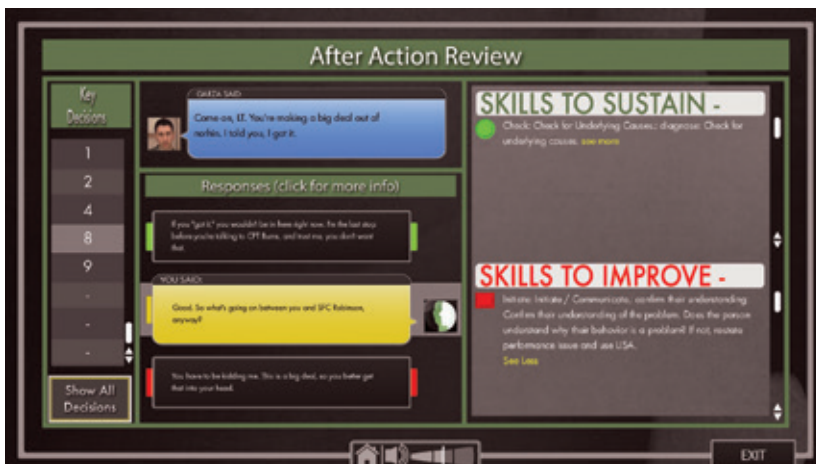 After Action Review
Key
Decisions
1
2
4
8
9
-
-
-
Show All
Decisions
GARZA SAID:
Come on, LT. You're making a big deal out of
nothin. I told you, I got it.
Responses (click for more info)
If you "got it," you wouldn't be in here right now. I'm the last stop
before you're talking to CPT Burns, and trust me, you don't want
that.
YOU SAID:
Good. So what's going on between you and SFC Robinson,
anyway?
You have to be kidding me. This is a big deal, so you better get
that into your head.
SKILLS TO SUSTAIN -
Check: Check for Underlying Causes.: diagnose: Check for
underlying causes. see more
SKILLS TO IMPROVE -
Initiate: Initiate / Communicate, confirm their understanding:
Confirm their understanding of the problem. Does the person
understand why their behavior is a problem? If not, restate
performance issue and use
See Less
EXIT